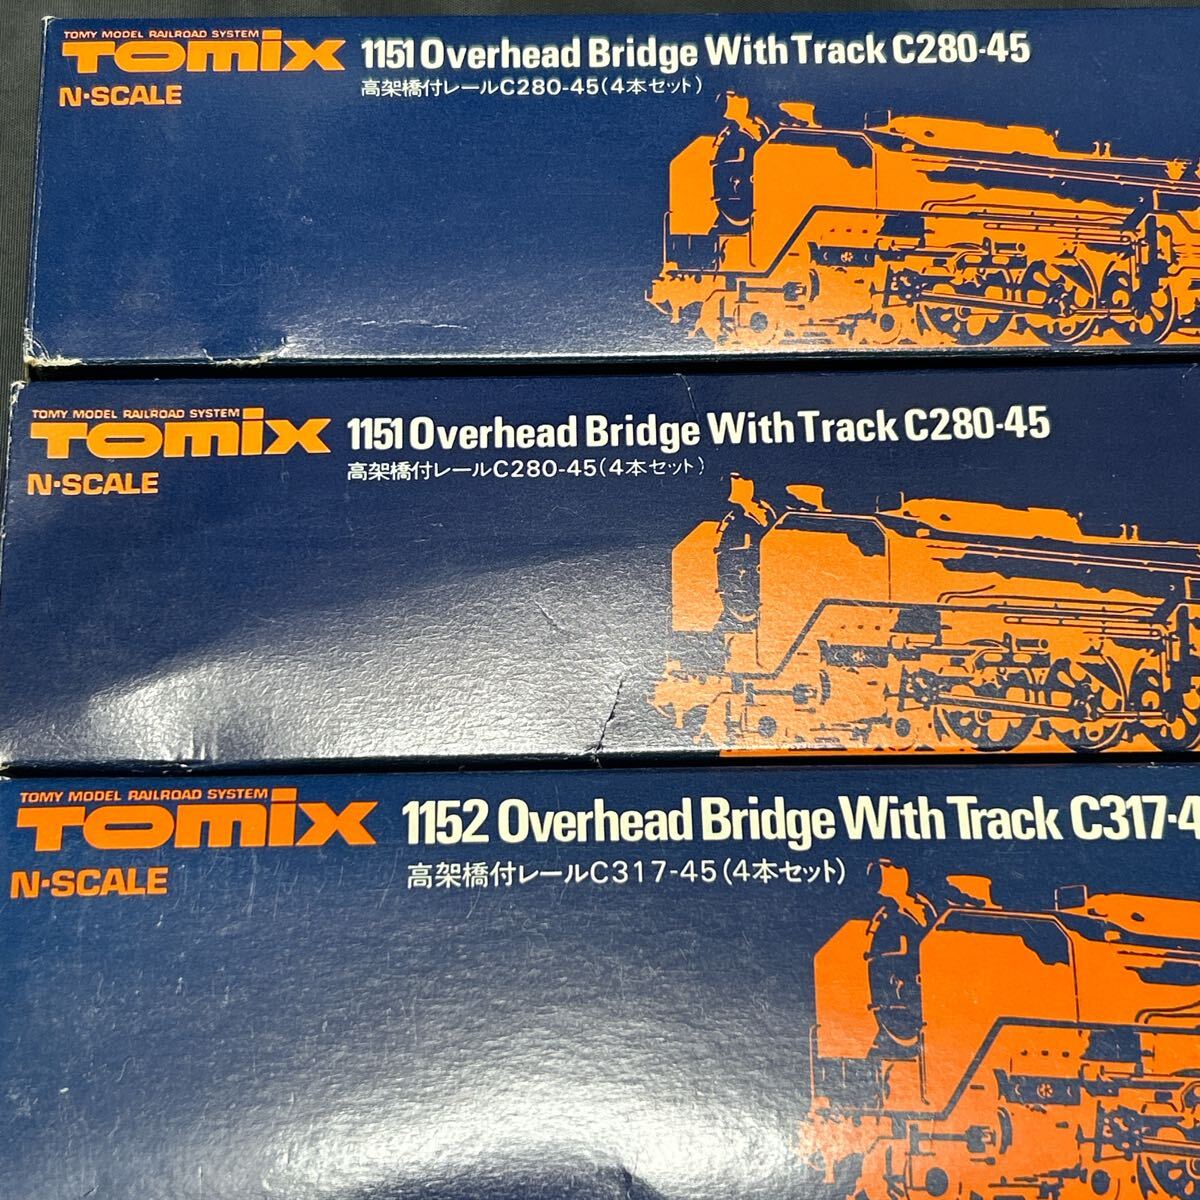 TOMY MODEL RAILROAD SYSTEM
TOMIX
N·SCALE
1151 Overhead Bridge With Track C280-45
高架橋付レールC280-45(4本セット)
TOMY MODEL RAILROAD SYSTEM
TOMIX
N·SCALE
1151 Overhead Bridge With Track C280-45
高架橋付レールC280-45(4本セット)
TOMY MODEL RAILROAD SYSTEM
TOMIX
N·SCALE
1152 Overhead Bridge With Track C317-4
高架橋付レールC317-45(4本セット)